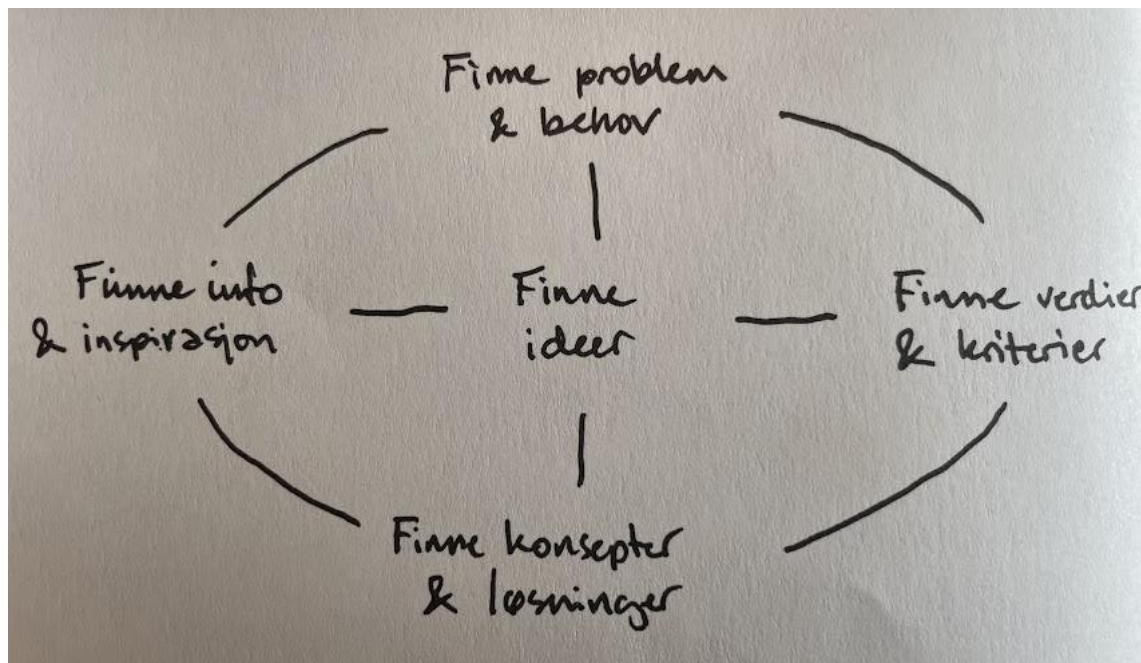 Finne problem
& behov
Finne info
& inspirasjon
Finne
ideer
Finne verdier
& kriterier
Finne konsepter
& løsninger